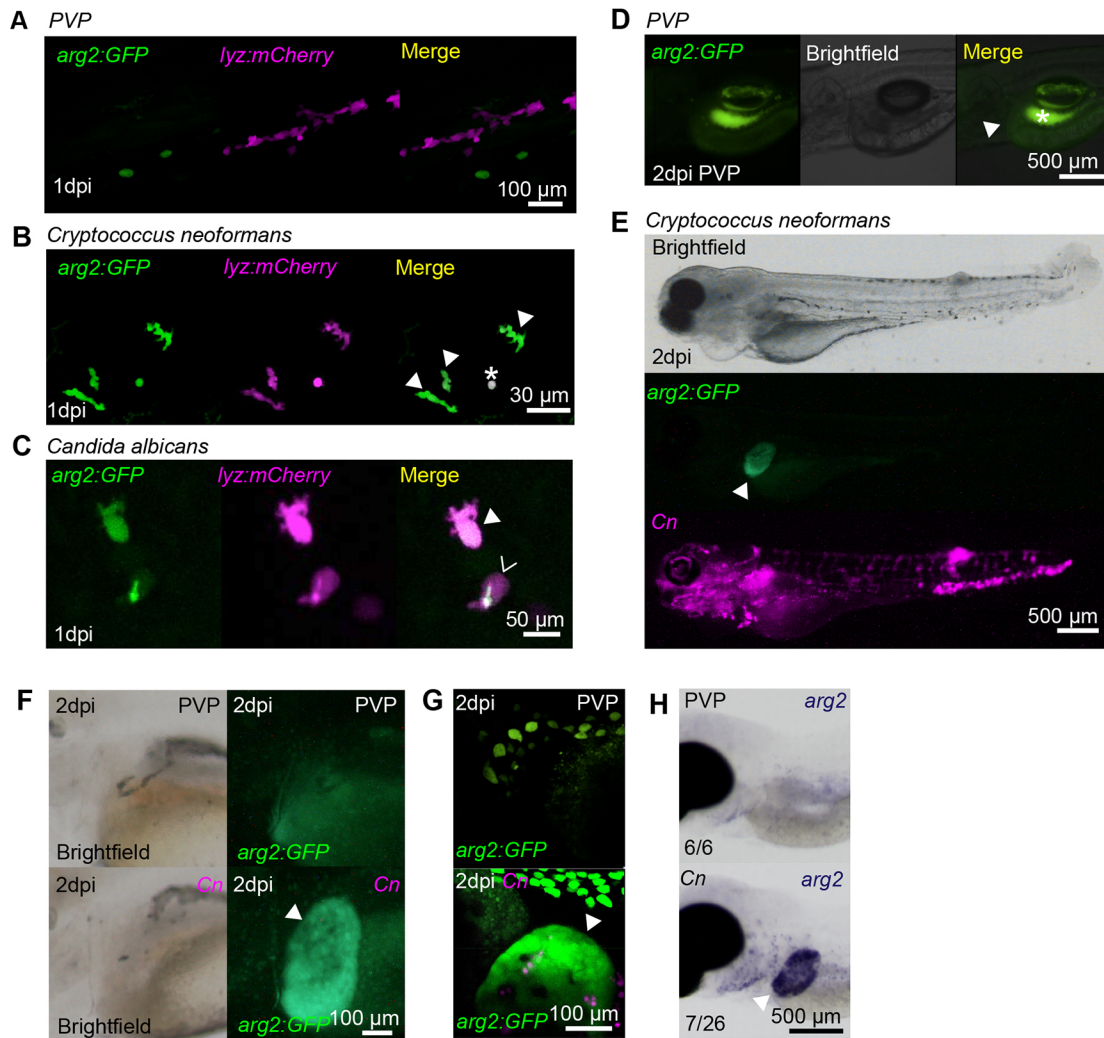 A PVP
arg2:GFP lyz:mCherry Merge
1dpi 100 µm
B Cryptococcus neoformans
arg2:GFP lyz:mCherry Merge
*
1dpi 30 µm
C Candida albicans
arg2:GFP lyz:mCherry Merge
1dpi 50 µm
D PVP
arg2:GFP Brightfield Merge
*
2dpi PVP 500 µm
E Cryptococcus neoformans
Brightfield
2dpi
arg2:GFP
Cn
500 µm
F 2dpi PVP 2dpi PVP
Brightfield arg2:GFP
2dpi Cn 2dpi Cn
Brightfield arg2:GFP 100 µm
G 2dpi PVP
arg2:GFP
2dpi Cn
arg2:GFP 100 µm
H PVP arg2
6/6
Cn arg2
7/26 500 µm